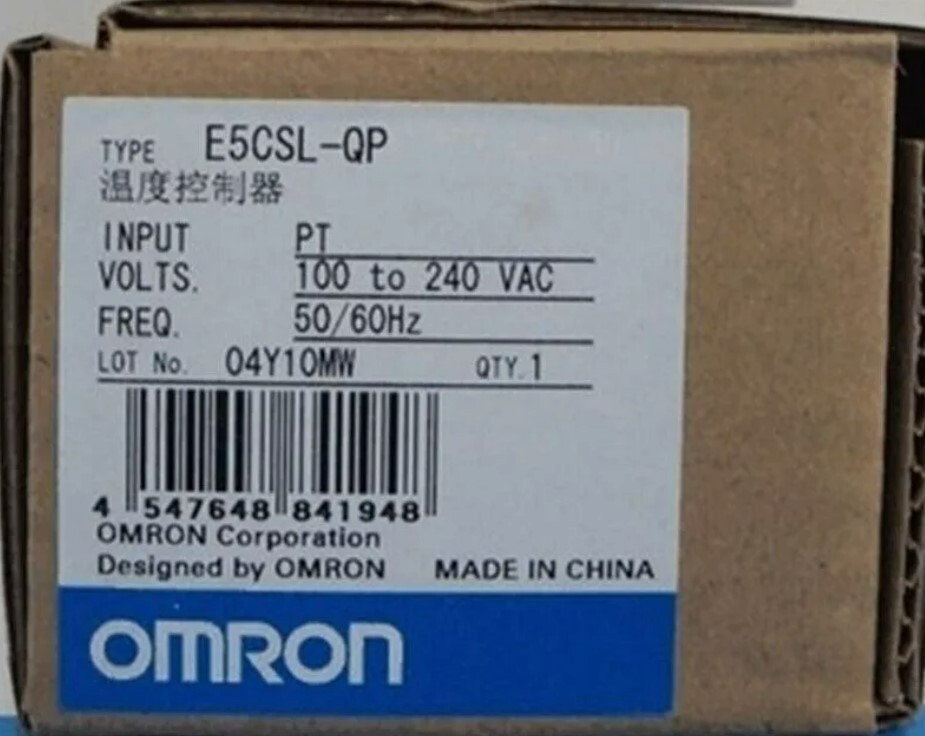 TYPE E5CSL-QP
温度控制器
INPUT PT
VOLTS. 100 to 240 VAC
FREQ. 50/60Hz
LOT No. 04Y10MW QTY.1
4 547648 841948
OMRON Corporation
Designed by OMRON MADE IN CHINA
OMRON